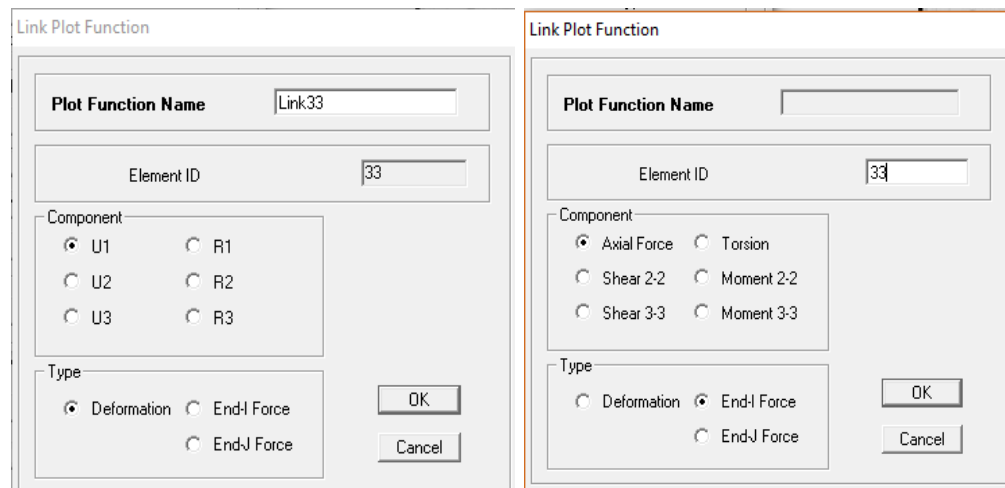 Link Plot Function
Plot Function Name Link33
Element ID 33
Component
U1 R1
U2 R2
U3 R3
Type
Deformation End-I Force
End-J Force
OK
Cancel
Link Plot Function
Plot Function Name
Element ID 33
Component
Axial Force Torsion
Shear 2-2 Moment 2-2
Shear 3-3 Moment 3-3
Type
Deformation End-I Force
End-J Force
OK
Cancel